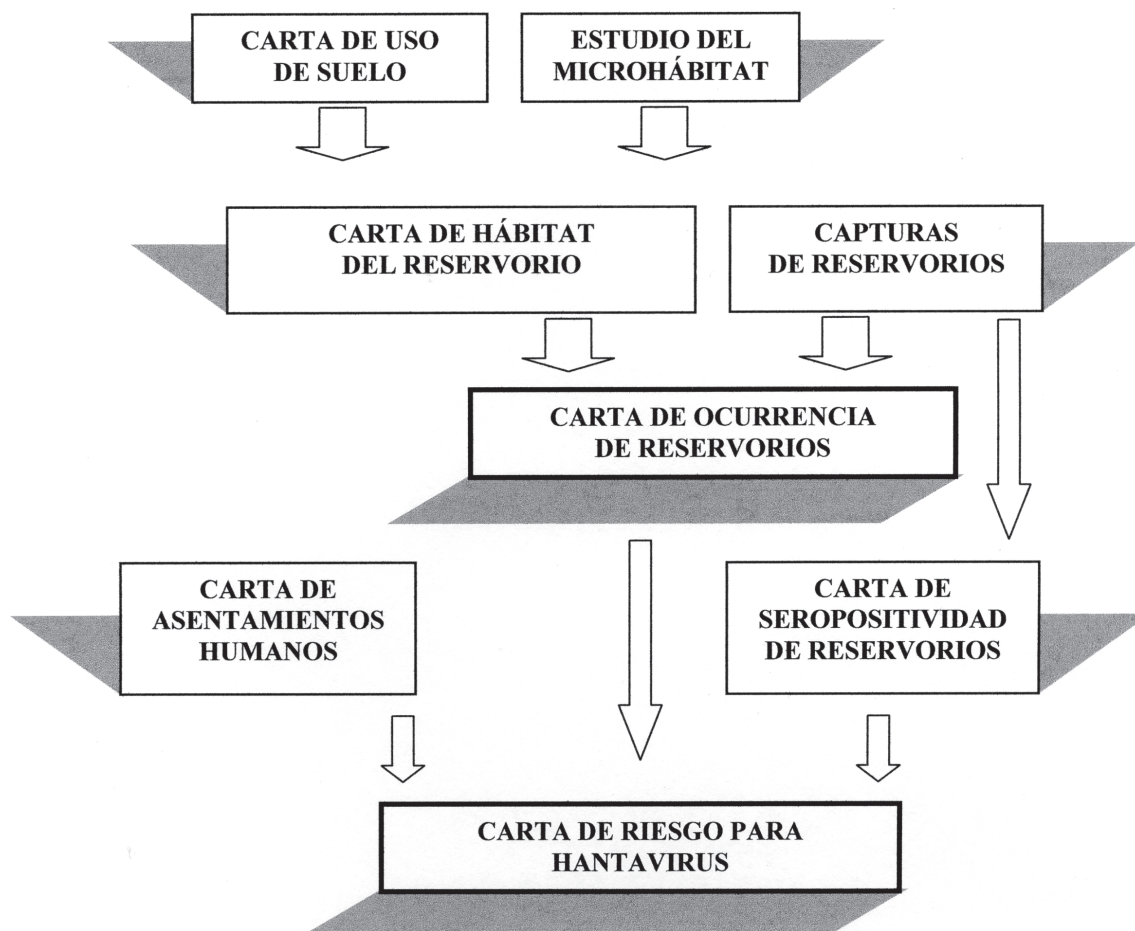 CARTA DE USO
DE SUELO
ESTUDIO DEL
MICROHÁBITAT
CARTA DE HÁBITAT
DEL RESERVORIO
CAPTURAS
DE RESERVORIOS
CARTA DE OCURRENCIA
DE RESERVORIOS
CARTA DE
ASENTAMIENTOS
HUMANOS
CARTA DE
SEROPOSITIVIDAD
DE RESERVORIOS
CARTA DE RIESGO PARA
HANTAVIRUS